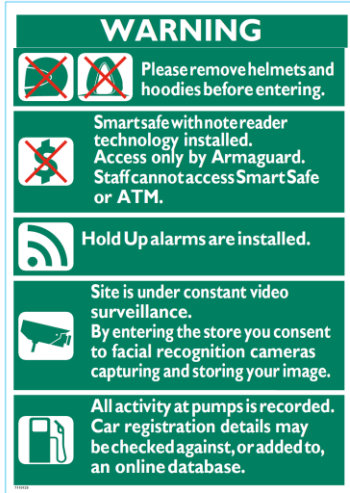 WARNING
Please remove helmets and
hoodies before entering.
Smartsafe with note reader
technology installed.
Access only by Armaguard.
Staff cannot access Smart Safe
or ATM.
Hold Up alarms are installed.
Site is under constant video
surveillance.
By entering the store you consent
to facial recognition cameras
capturing and storing your image.
All activity at pumps is recorded.
Car registration details may
be checked against, or added to,
an online database.